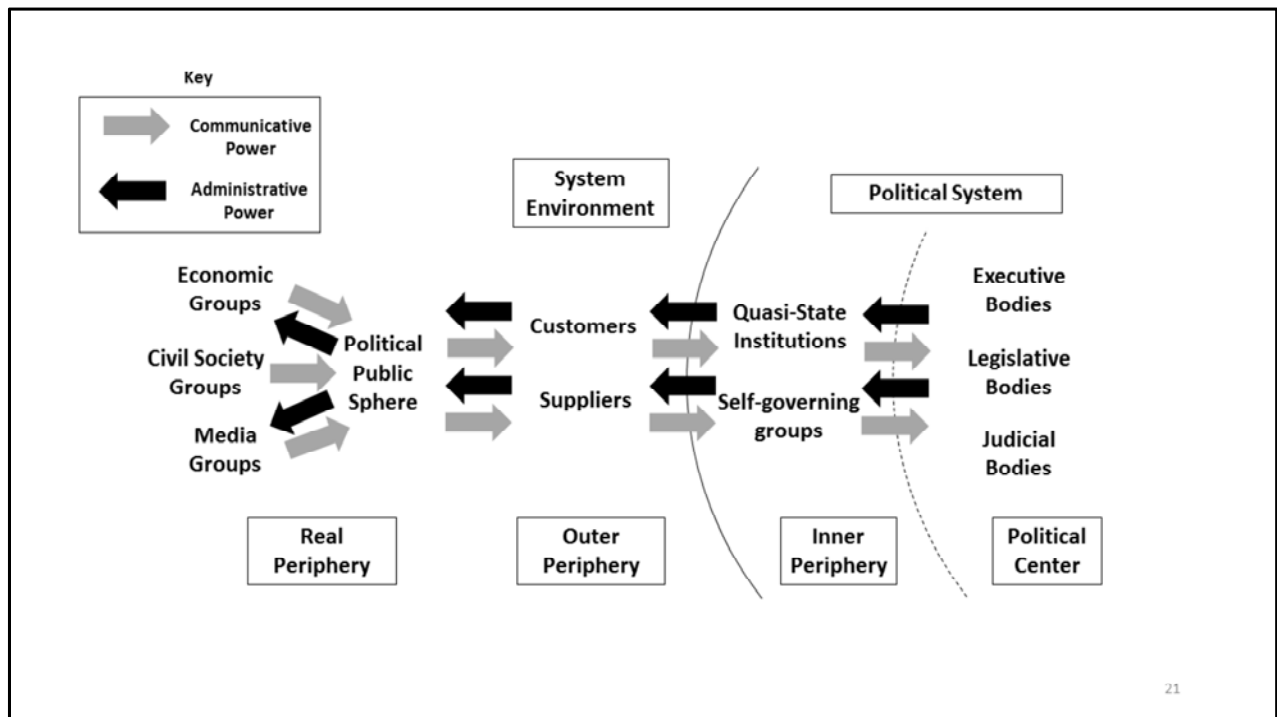 Key
Communicative
Power
Administrative
Power
System
Environment
Political System
Economic
Groups
Civil Society
Groups
Media
Groups
Political
Public
Sphere
Customers
Suppliers
Quasi-State
Institutions
Self-governing
groups
Executive
Bodies
Legislative
Bodies
Judicial
Bodies
Real
Periphery
Outer
Periphery
Inner
Periphery
Political
Center
21